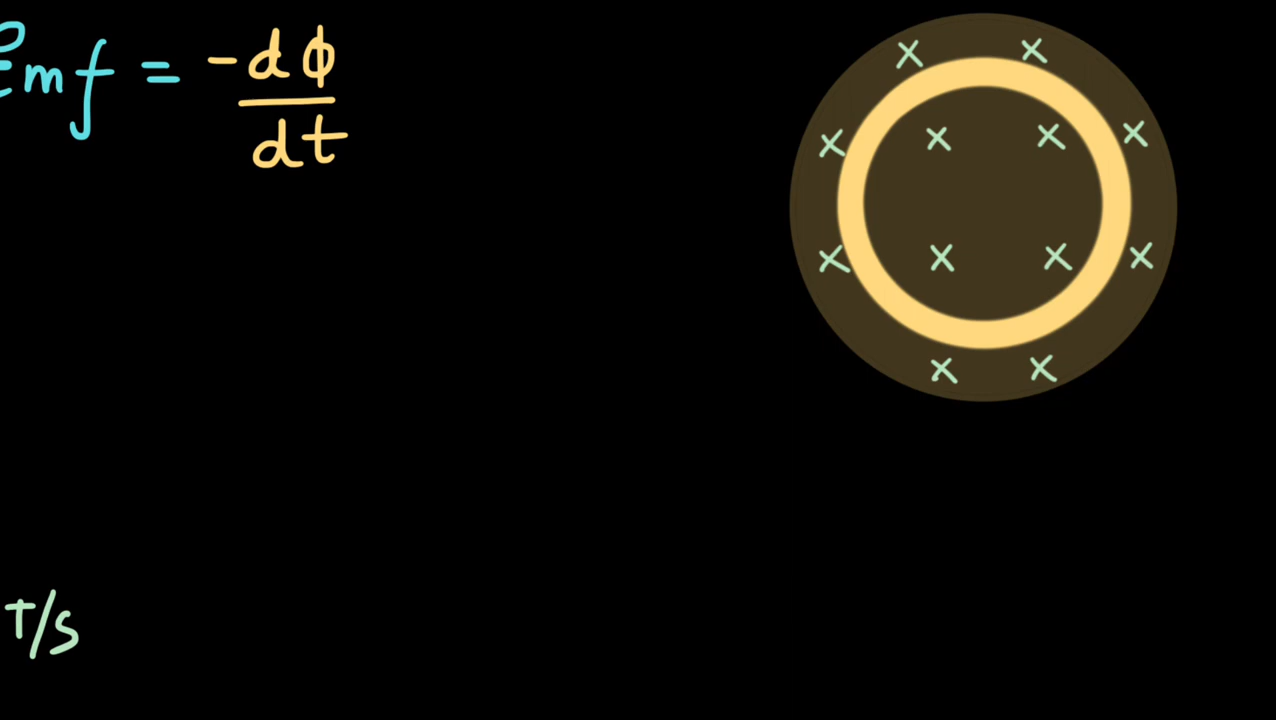 Emf = -dϕ/dt
T/s